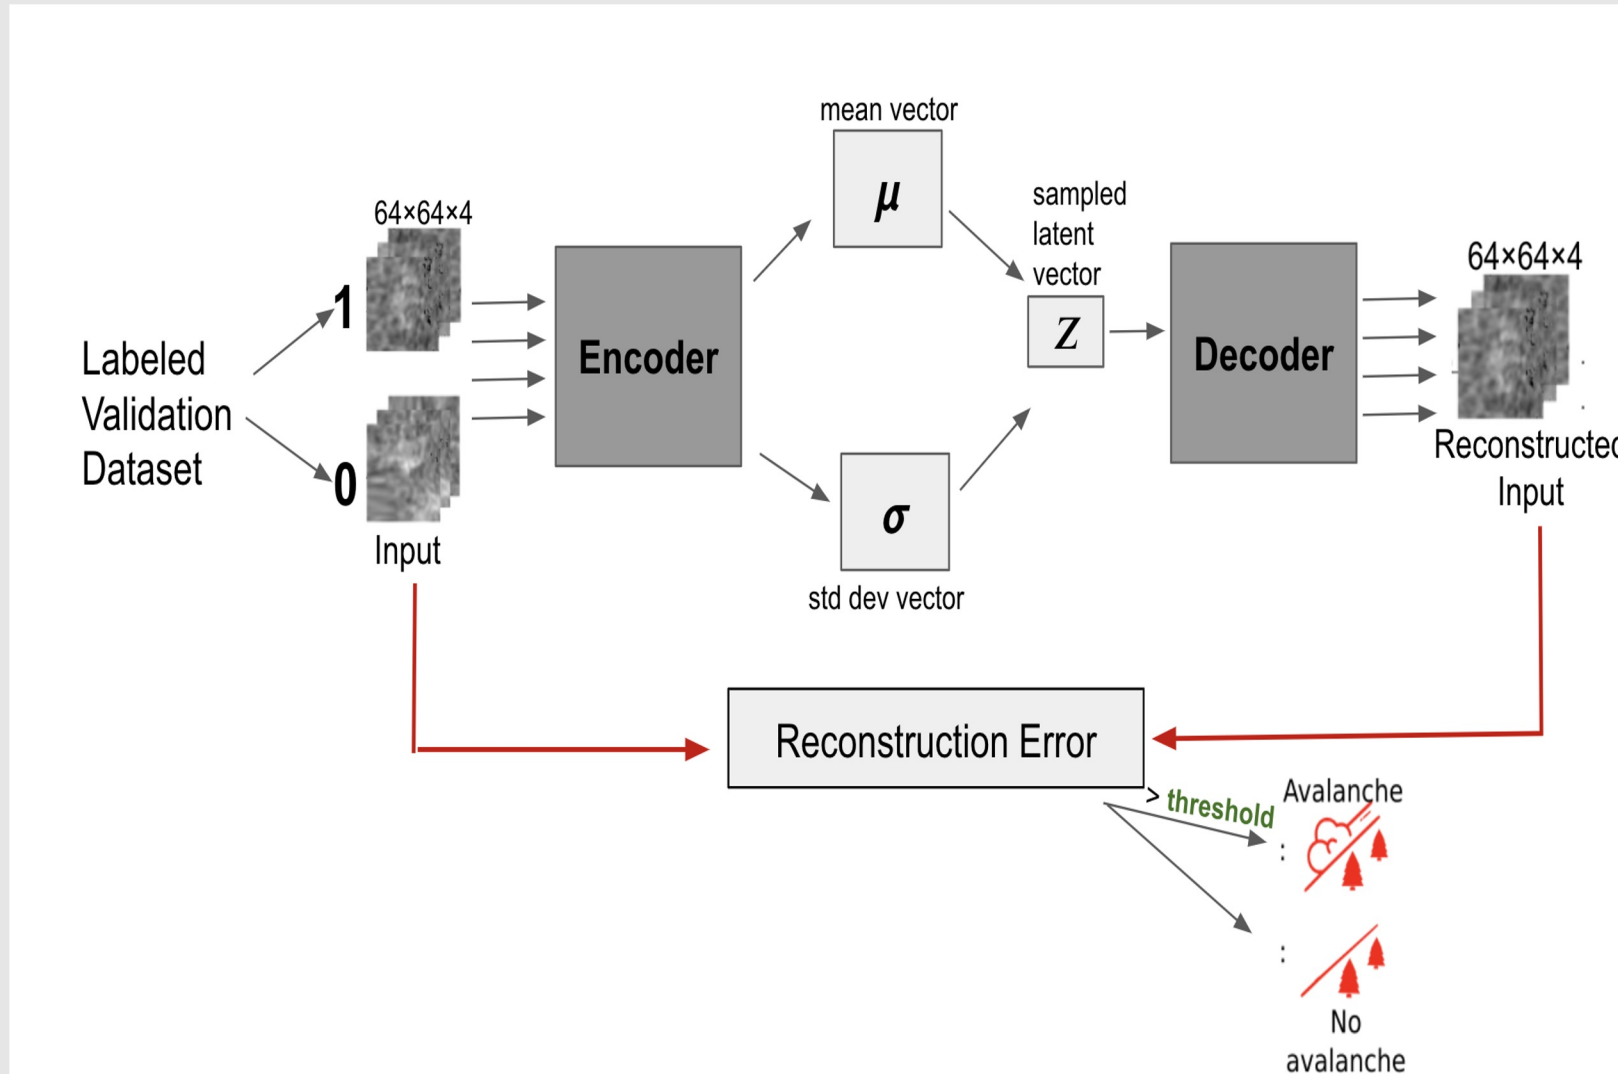 mean vector
μ
sampled
latent
vector
64×64×4
1
Labeled
Validation
Dataset
0
Input
Encoder
Z
Decoder
64×64×4
Reconstructed
Input
σ
std dev vector
Reconstruction Error
> threshold
Avalanche
:
:
No
avalanche